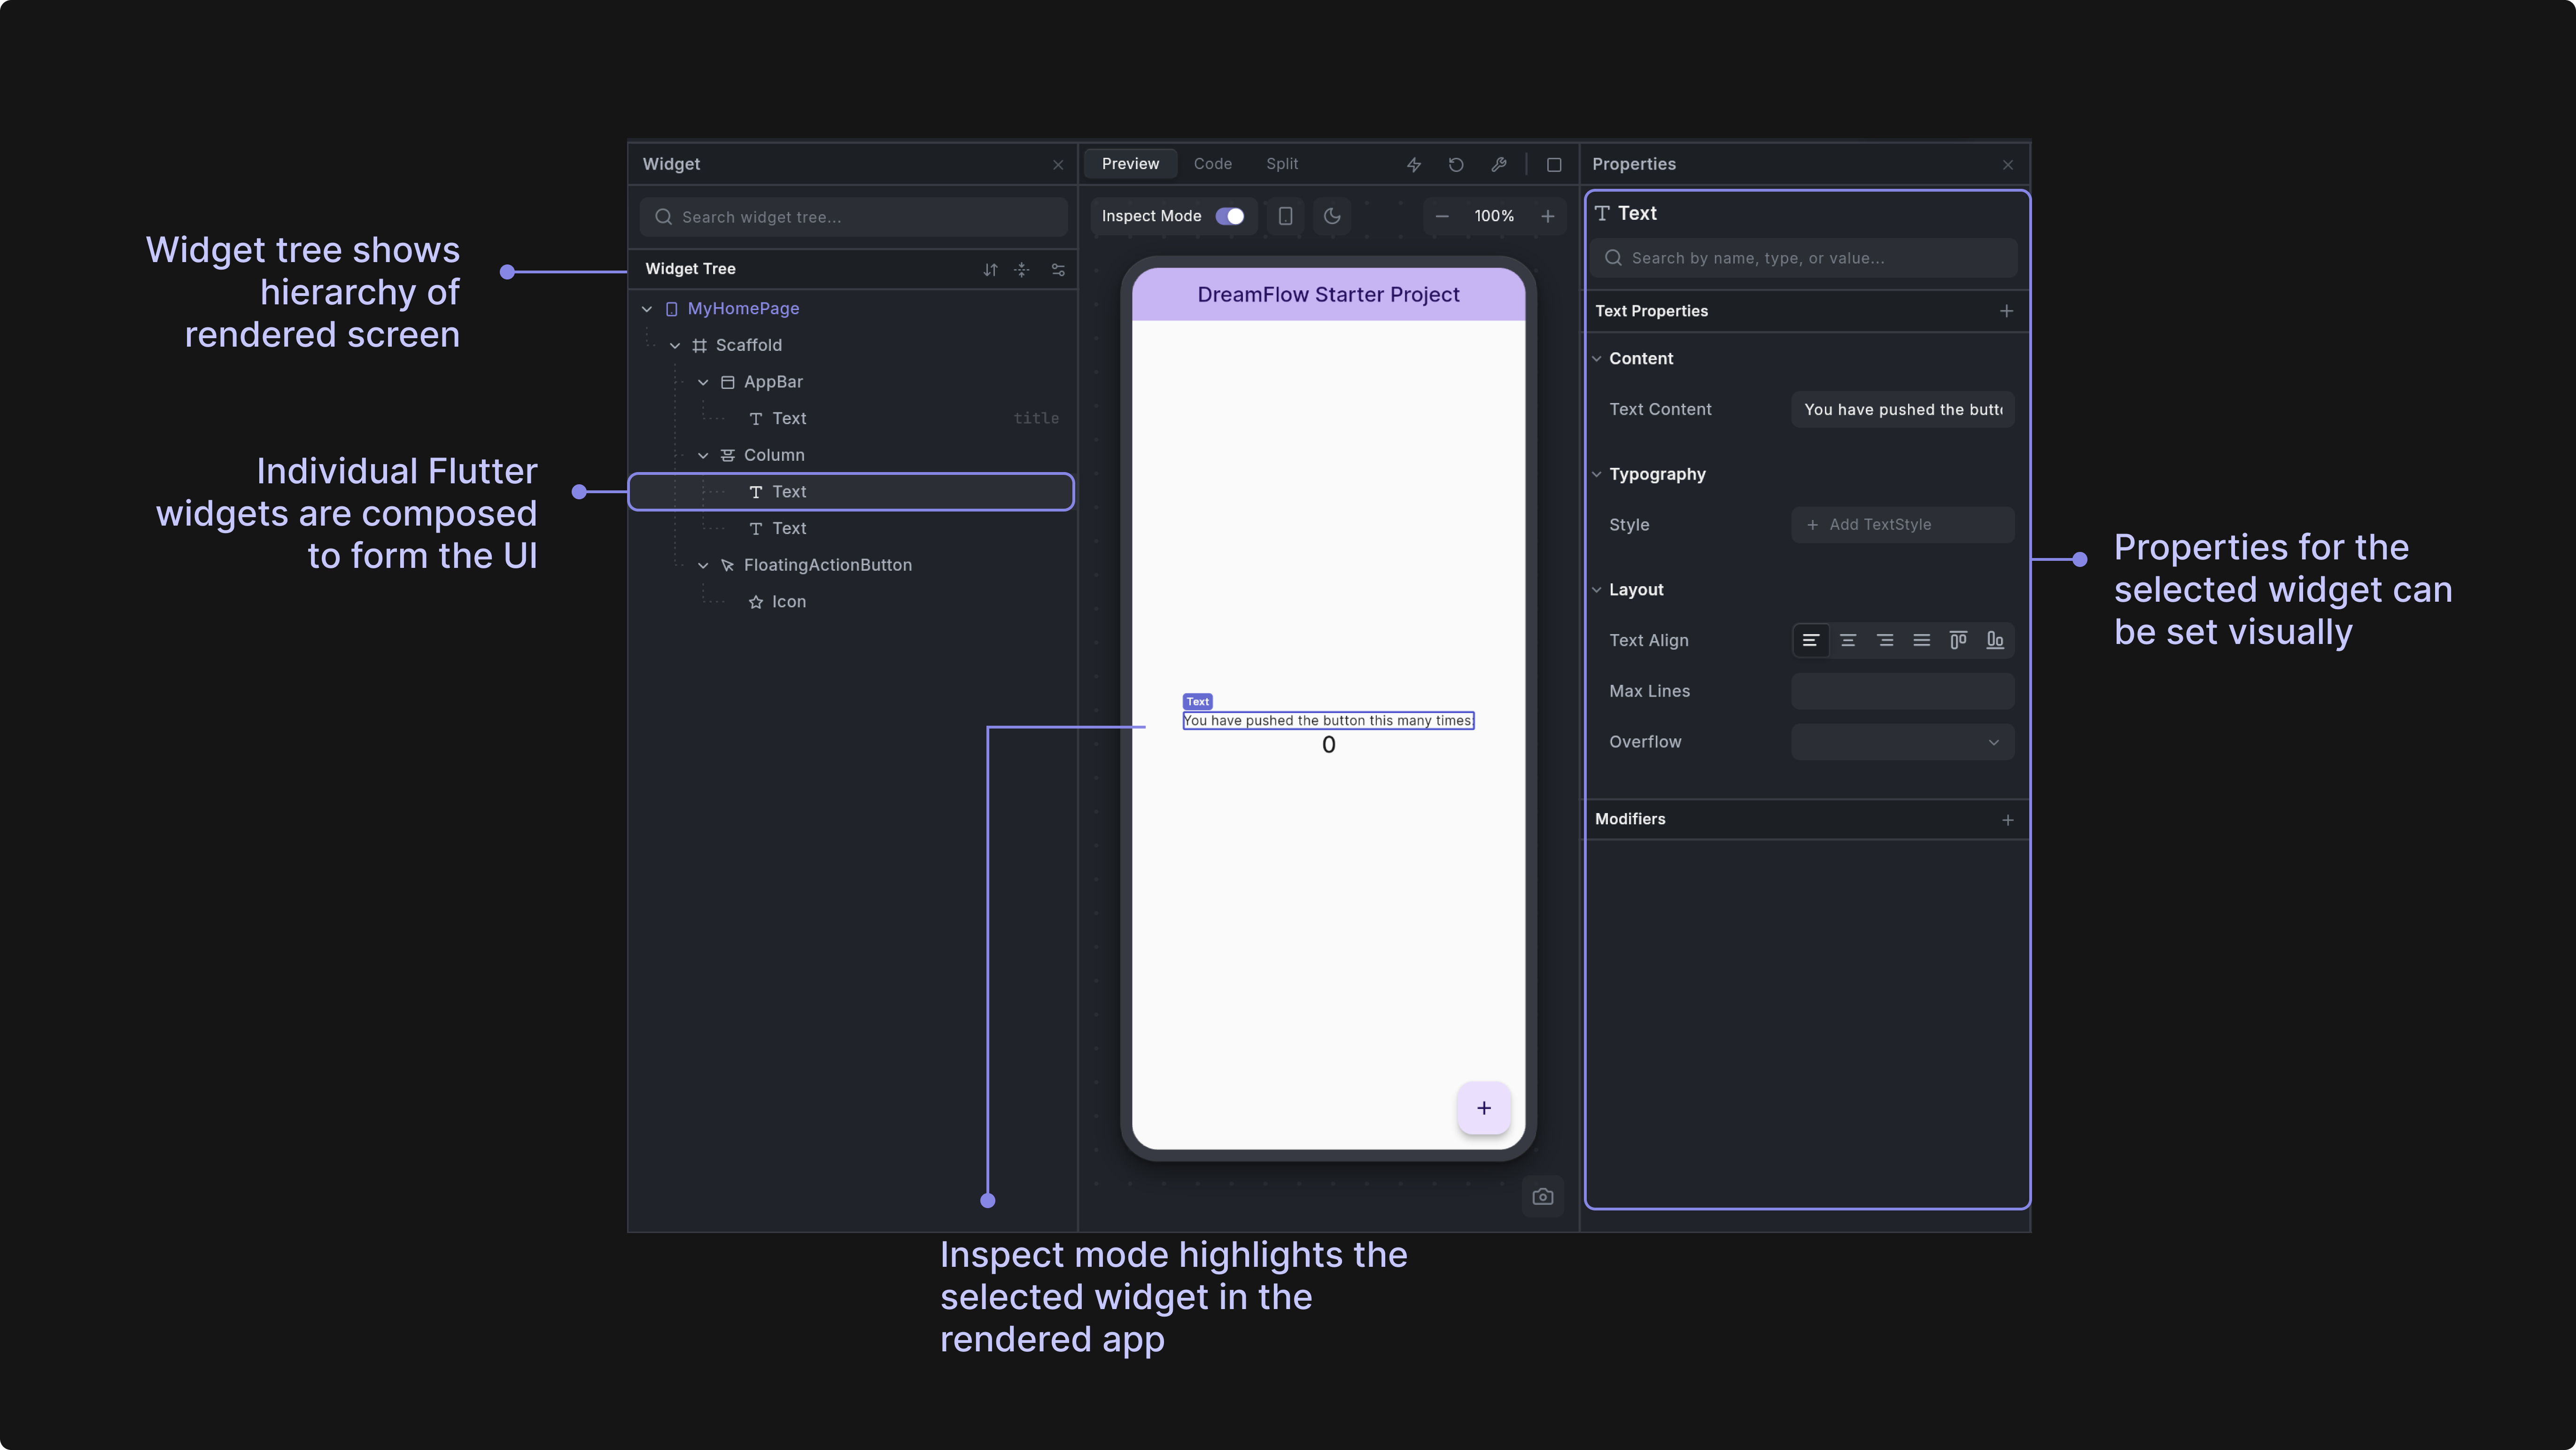 Widget
Preview
Code
Split
Properties
Search widget tree...
Inspect Mode
100%
Text
Search by name, type, or value...
Widget tree shows
hierarchy of
rendered screen
Widget Tree
DreamFlow Starter Project
Text Properties
MyHomePage
Scaffold
AppBar
Text
title
Column
Text
Text
FloatingActionButton
Icon
Content
Text Content
You have pushed the butt
Typography
Style
Add TextStyle
Layout
Text Align
Max Lines
Overflow
Modifiers
Individual Flutter
widgets are composed
to form the UI
Properties for the
selected widget can
be set visually
Text
You have pushed the button this many times:
0
+
Inspect mode highlights the
selected widget in the
rendered app